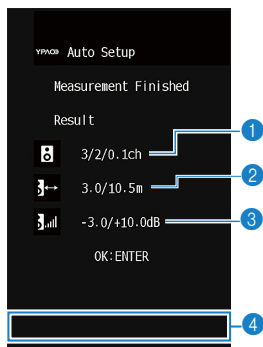 YPAO Auto Setup
Measurement Finished
Result
3/2/0.1ch
1
3.0/10.5m
2
-3.0/+10.0dB
3
OK:ENTER
4